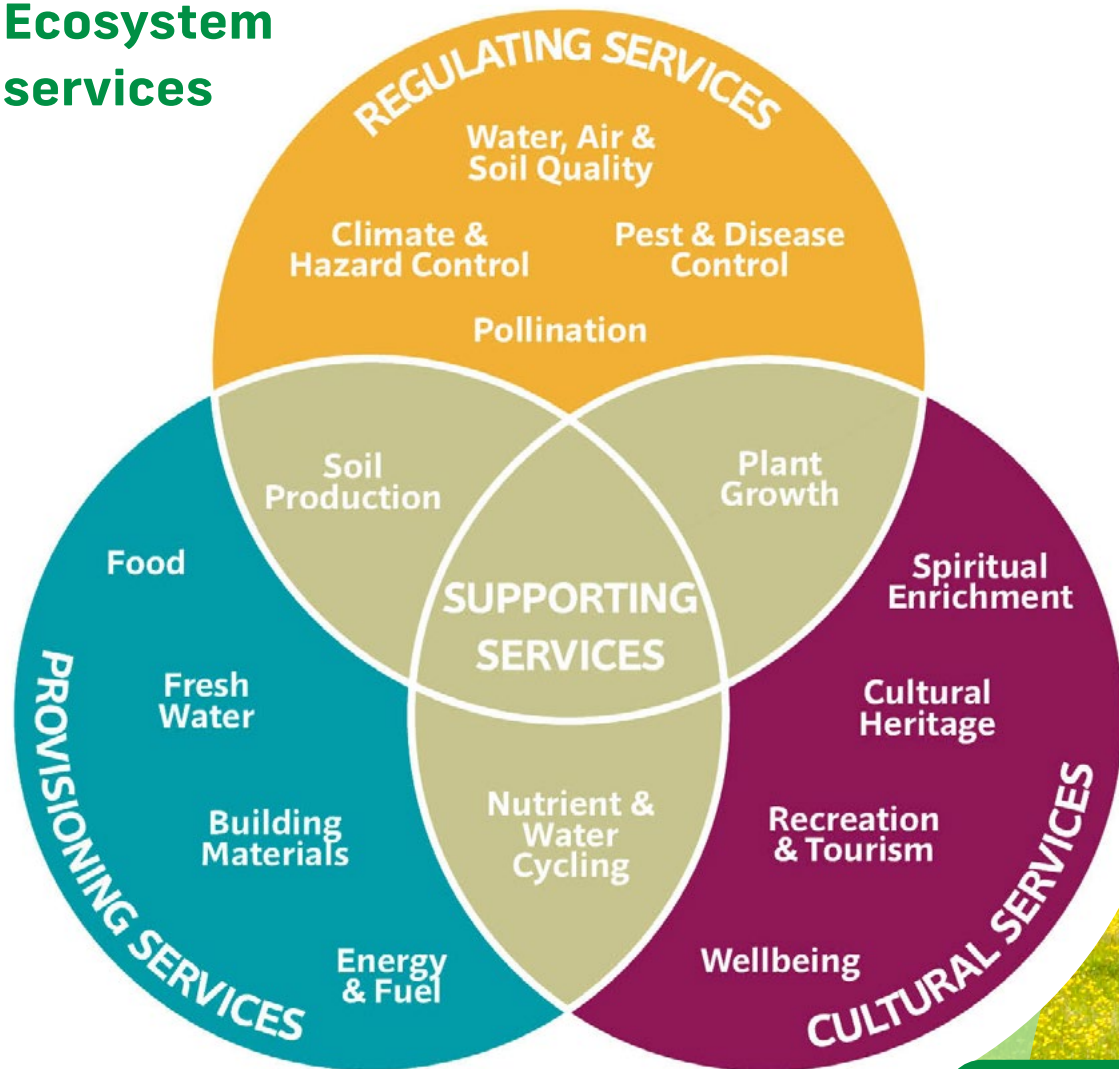 Ecosystem
services
REGULATING SERVICES
Water, Air &
Soil Quality
Climate &
Hazard Control
Pest & Disease
Control
Pollination
Soil
Production
Plant
Growth
SUPPORTING
SERVICES
Nutrient &
Water
Cycling
PROVISIONING SERVICES
Food
Fresh
Water
Building
Materials
Energy
& Fuel
CULTURAL SERVICES
Spiritual
Enrichment
Cultural
Heritage
Recreation
& Tourism
Wellbeing